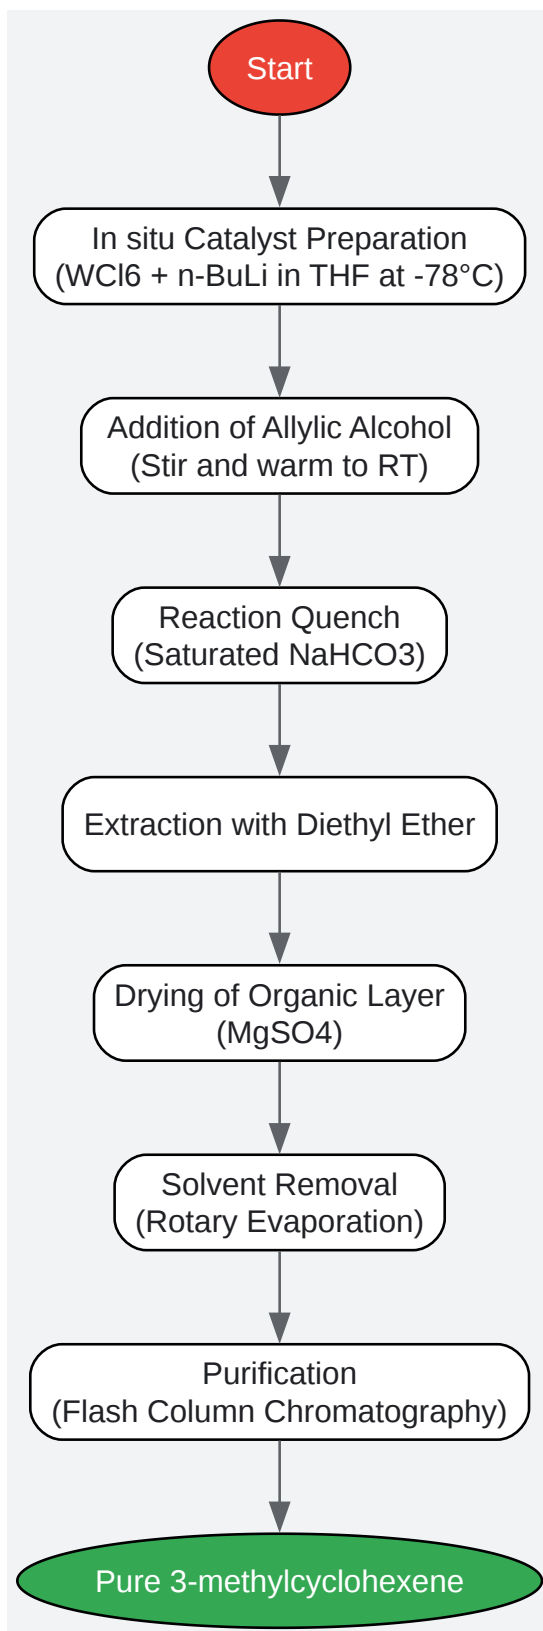 Start
In situ Catalyst Preparation
(WCl6 + n-BuLi in THF at -78°C)
Addition of Allylic Alcohol
(Stir and warm to RT)
Reaction Quench
(Saturated NaHCO3)
Extraction with Diethyl Ether
Drying of Organic Layer
(MgSO4)
Solvent Removal
(Rotary Evaporation)
Purification
(Flash Column Chromatography)
Pure 3-methylcyclohexene